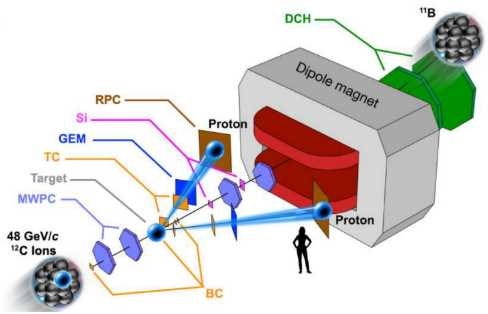 ¹¹B
DCH
Dipole magnet
RPC
Proton
Si
GEM
TC
Target
MWPC
Proton
48 GeV/c
¹²C Ions
BC